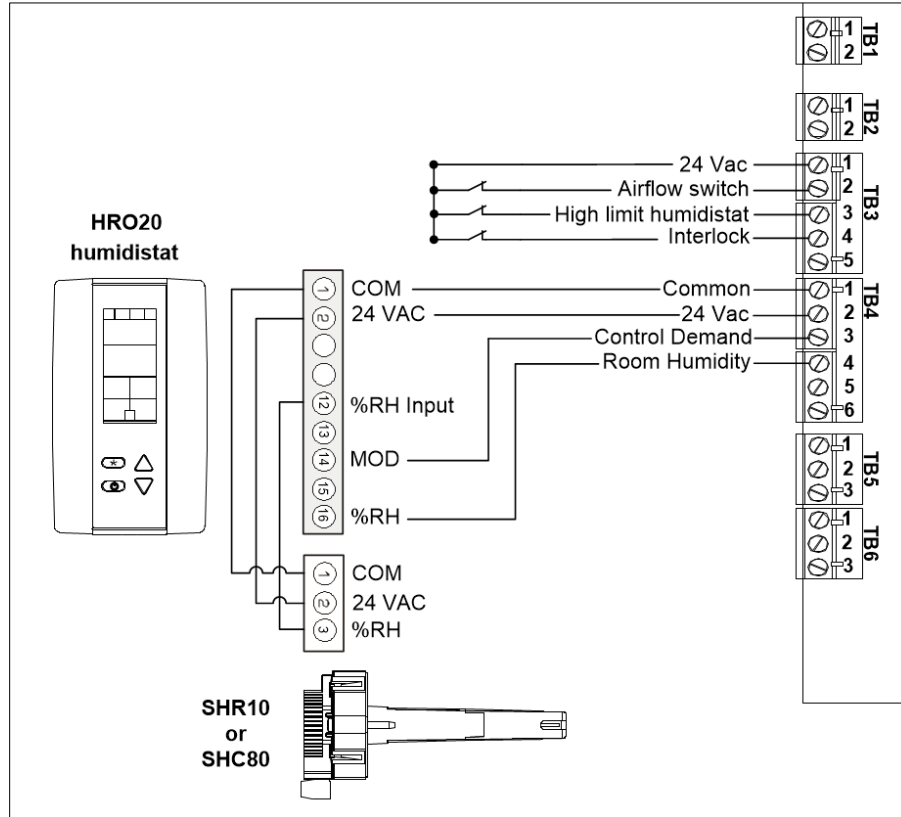 1
2
TB1
1
2
TB2
24 Vac 1
Airflow switch 2
High limit humidistat 3
Interlock 4
5
TB3
HRO20
humidistat
1 COM Common 1
2 24 VAC 24 Vac 2
Control Demand 3
Room Humidity 4
5
6
TB4
12 %RH Input
13
14 MOD
15
16 %RH
1
2
3
TB5
1
2
3
TB6
1 COM
2 24 VAC
3 %RH
SHR10
or
SHC80